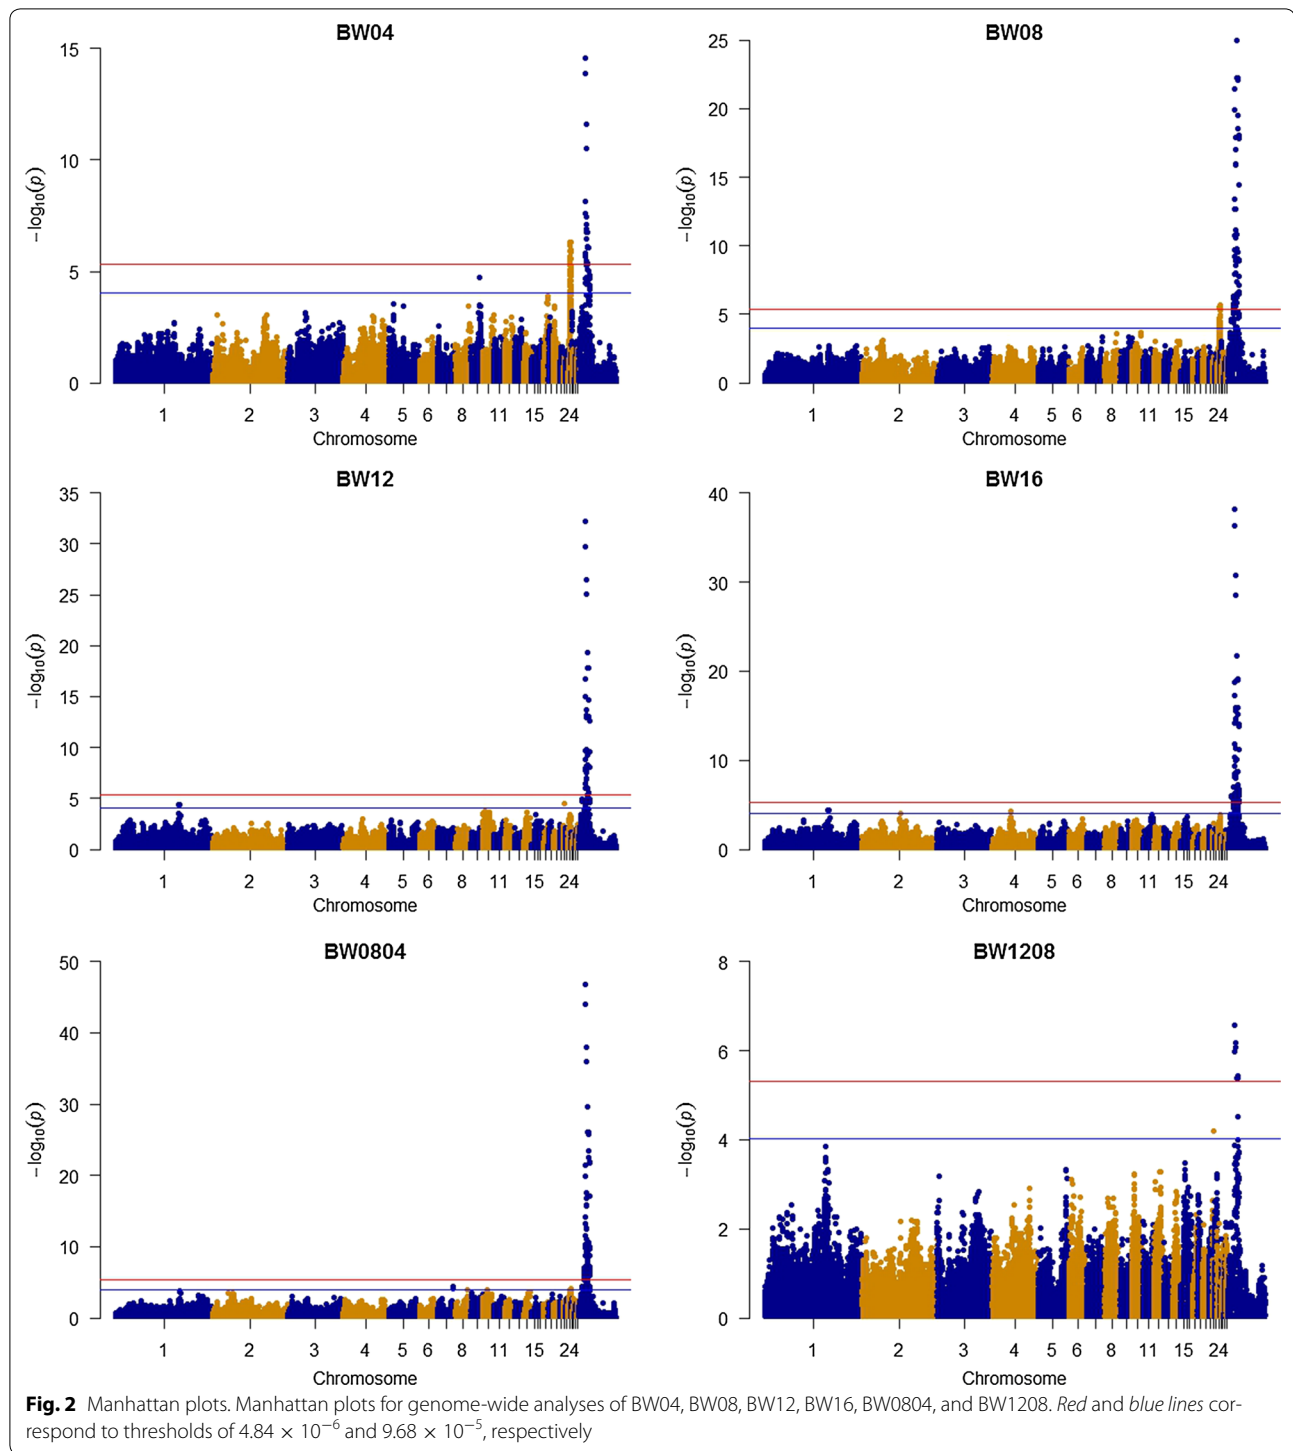 BW04
15
10
5
0
−log10(p)
1 2 3 4 5 6 8 11 15 24
Chromosome
BW08
25
20
15
10
5
0
−log10(p)
1 2 3 4 5 6 8 11 15 24
Chromosome
BW12
35
30
25
20
15
10
5
0
−log10(p)
1 2 3 4 5 6 8 11 15 24
Chromosome
BW16
40
30
20
10
0
−log10(p)
1 2 3 4 5 6 8 11 15 24
Chromosome
BW0804
50
40
30
20
10
0
−log10(p)
1 2 3 4 5 6 8 11 15 24
Chromosome
BW1208
8
6
4
2
0
−log10(p)
1 2 3 4 5 6 8 11 15 24
Chromosome
Fig. 2 Manhattan plots. Manhattan plots for genome-wide analyses of BW04, BW08, BW12, BW16, BW0804, and BW1208. Red and blue lines cor-
respond to thresholds of 4.84 × 10−6 and 9.68 × 10−5, respectively